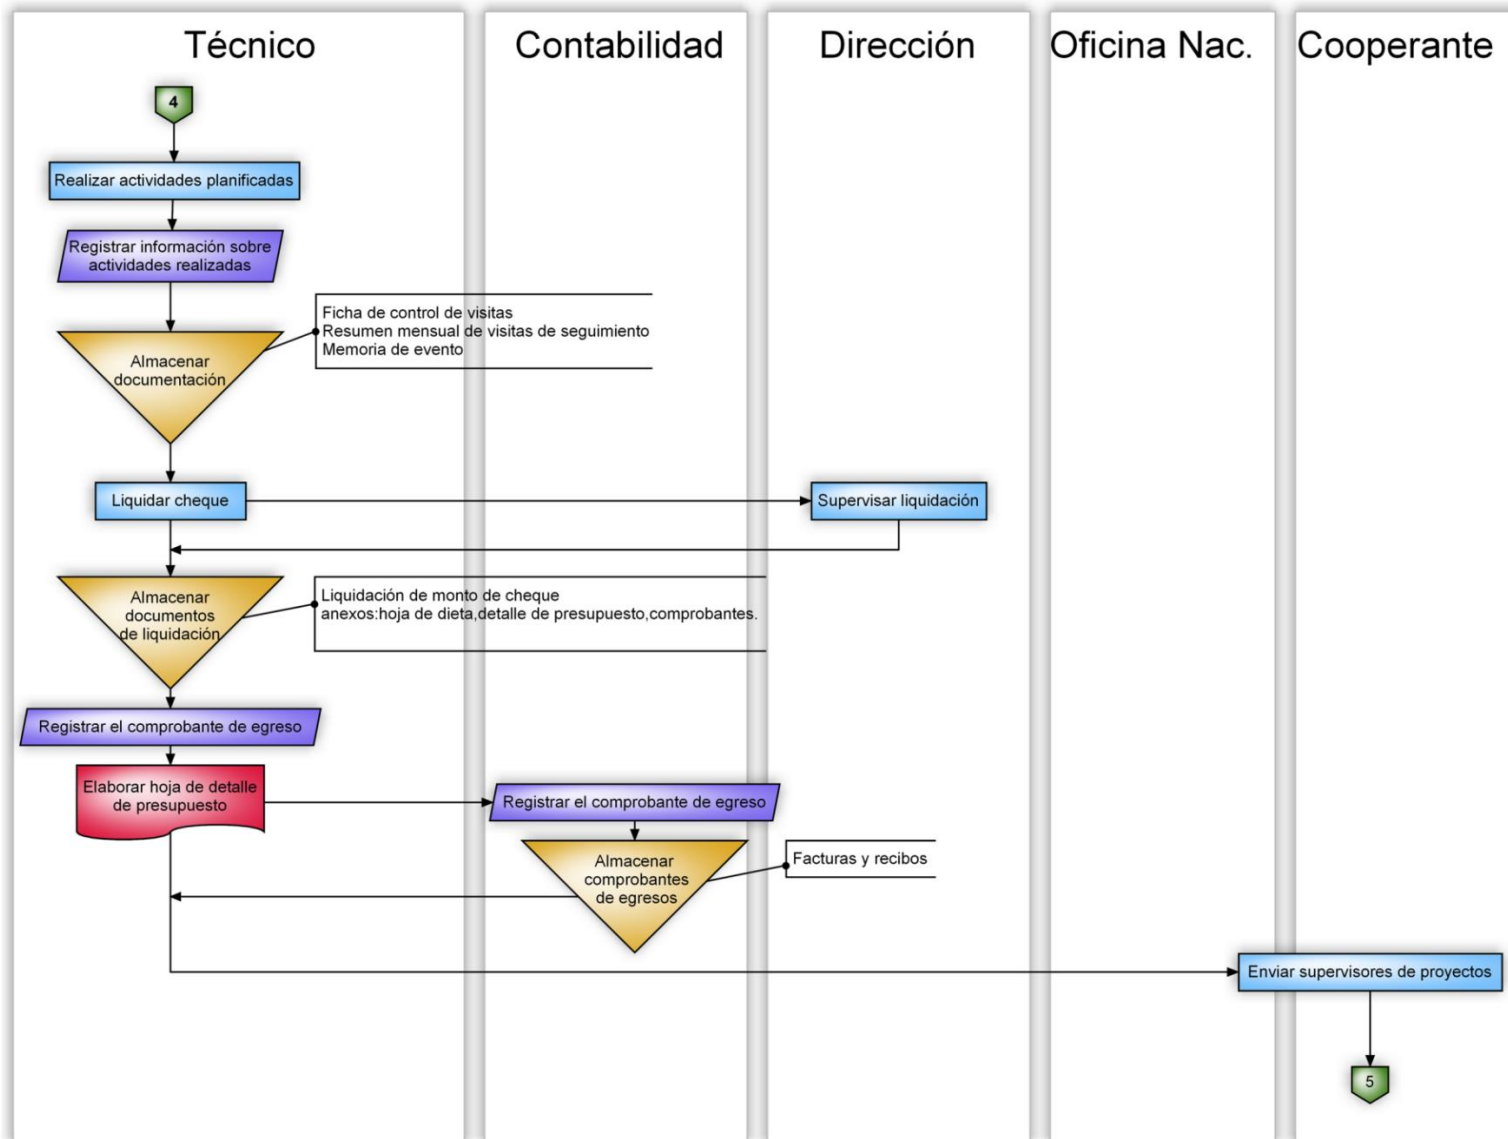 Técnico
Contabilidad
Dirección
Oficina Nac.
Cooperante
4
Realizar actividades planificadas
Registrar información sobre
actividades realizadas
Ficha de control de visitas
Resumen mensual de visitas de seguimiento
Memoria de evento
Almacenar
documentación
Liquidar cheque
Supervisar liquidación
Almacenar
documentos
de liquidación
Liquidación de monto de cheque
anexos:hoja de dieta,detalle de presupuesto,comprobantes.
Registrar el comprobante de egreso
Elaborar hoja de detalle
de presupuesto
Registrar el comprobante de egreso
Almacenar
comprobantes
de egresos
Facturas y recibos
Enviar supervisores de proyectos
5